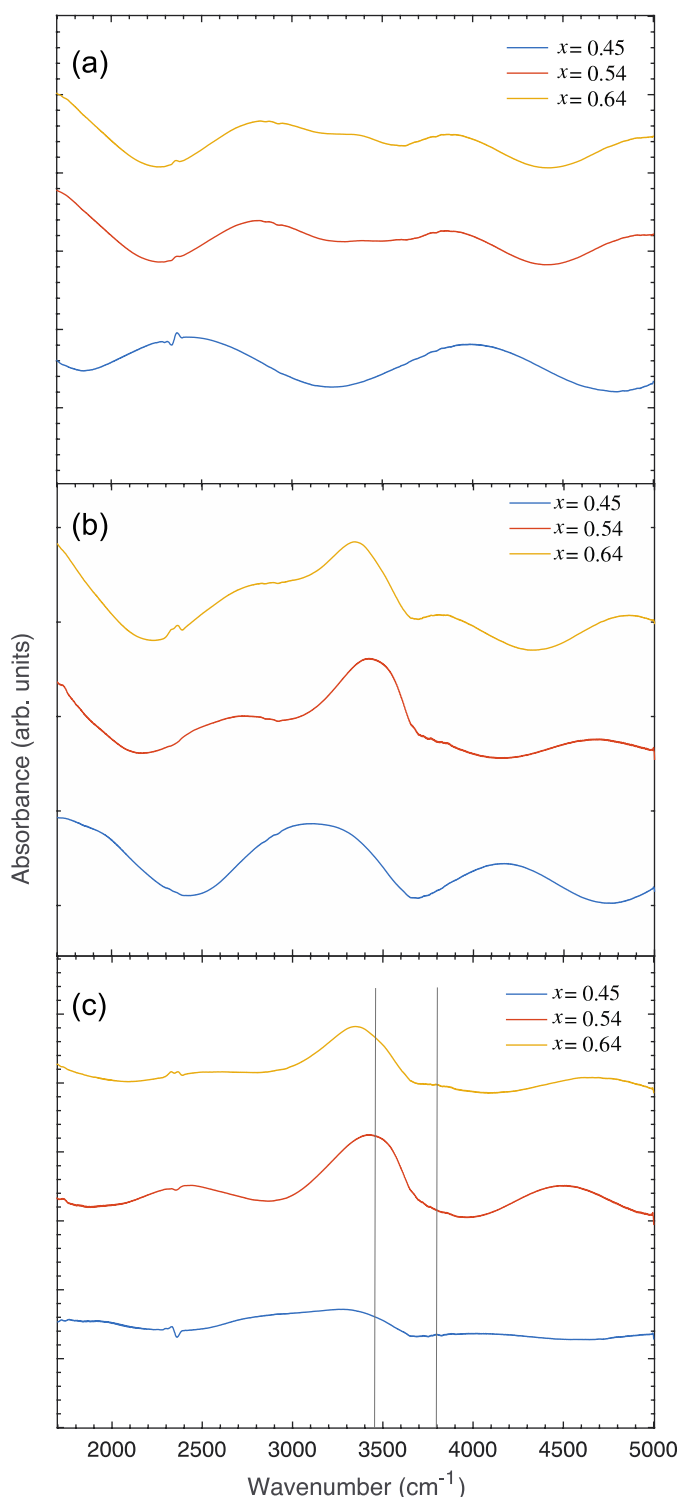 (a)
x = 0.45
x = 0.54
x = 0.64
(b)
x = 0.45
x = 0.54
x = 0.64
Absorbance (arb. units)
(c)
x = 0.45
x = 0.54
x = 0.64
2000 2500 3000 3500 4000 4500 5000
Wavenumber (cm⁻¹)